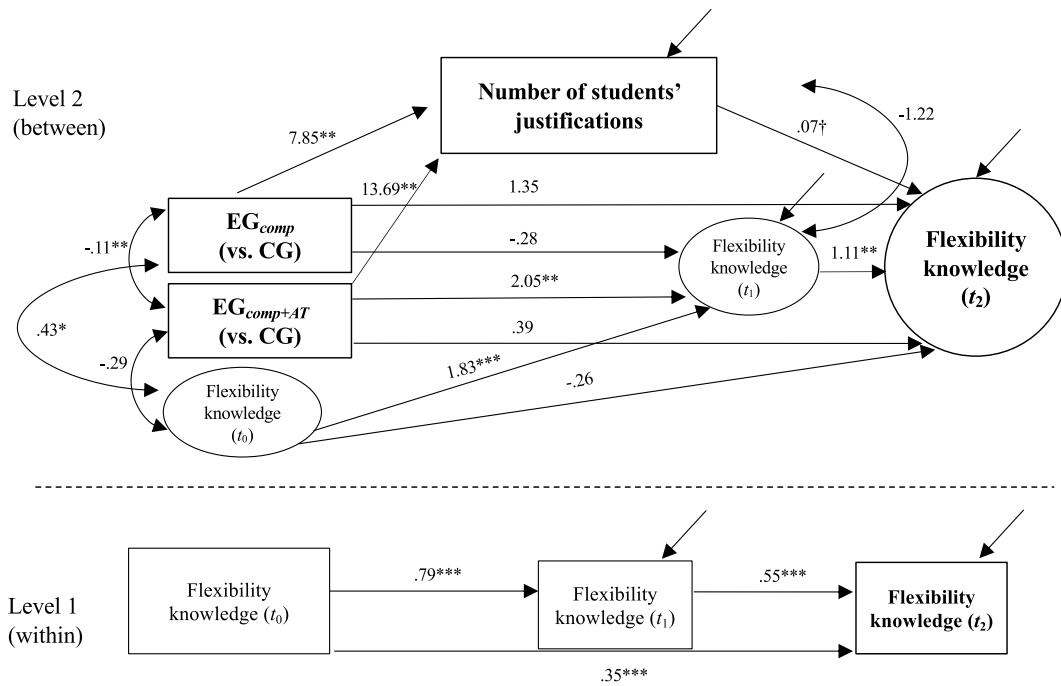 Level 2
(between)
Number of students’
justifications
7.85**
.07†
-1.22
13.69**
1.35
EGcomp
(vs. CG)
-.11**
-.28
Flexibility
knowledge
(t1)
1.11**
Flexibility
knowledge
(t2)
2.05**
EGcomp+AT
(vs. CG)
.39
.43*
-.29
1.83***
-.26
Flexibility
knowledge
(t0)
Level 1
(within)
Flexibility
knowledge (t0)
.79***
Flexibility
knowledge (t1)
.55***
Flexibility
knowledge (t2)
.35***